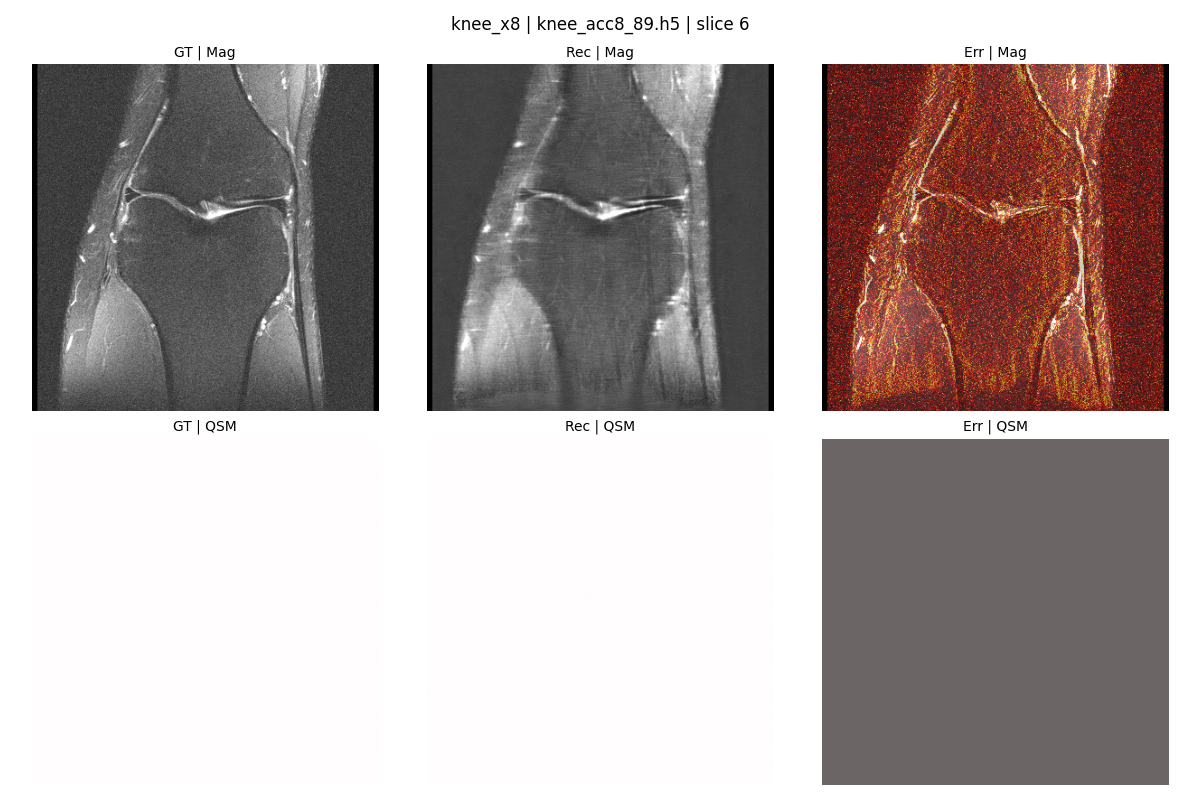 knee_x8 | knee_acc8_89.h5 | slice 6
GT | Mag
Rec | Mag
Err | Mag
GT | QSM
Rec | QSM
Err | QSM